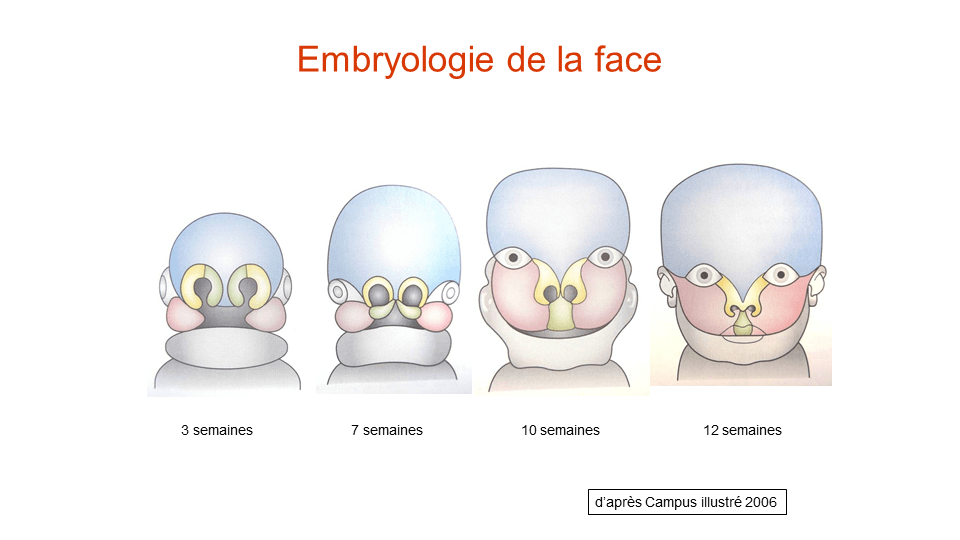 Embryologie de la face
3 semaines
7 semaines
10 semaines
12 semaines
d’après Campus illustré 2006